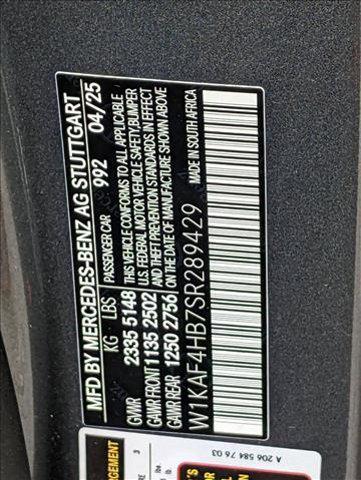 MFD BY MERCEDES-BENZ AG STUTTGART
PASSENGER CAR 992 04/25
KG LBS
GVWR 2335 5148
GAWR FRONT 1135 2502
GAWR REAR 1250 2756
THIS VEHICLE CONFORMS TO ALL APPLICABLE
U.S. FEDERAL MOTOR VEHICLE SAFETY,BUMPER
AND THEFT PREVENTION STANDARDS IN EFFECT
ON THE DATE OF MANUFACTURE SHOWN ABOVE
W1KAF4HB7SR289429
MADE IN SOUTH AFRICA
A 206 584 76 03